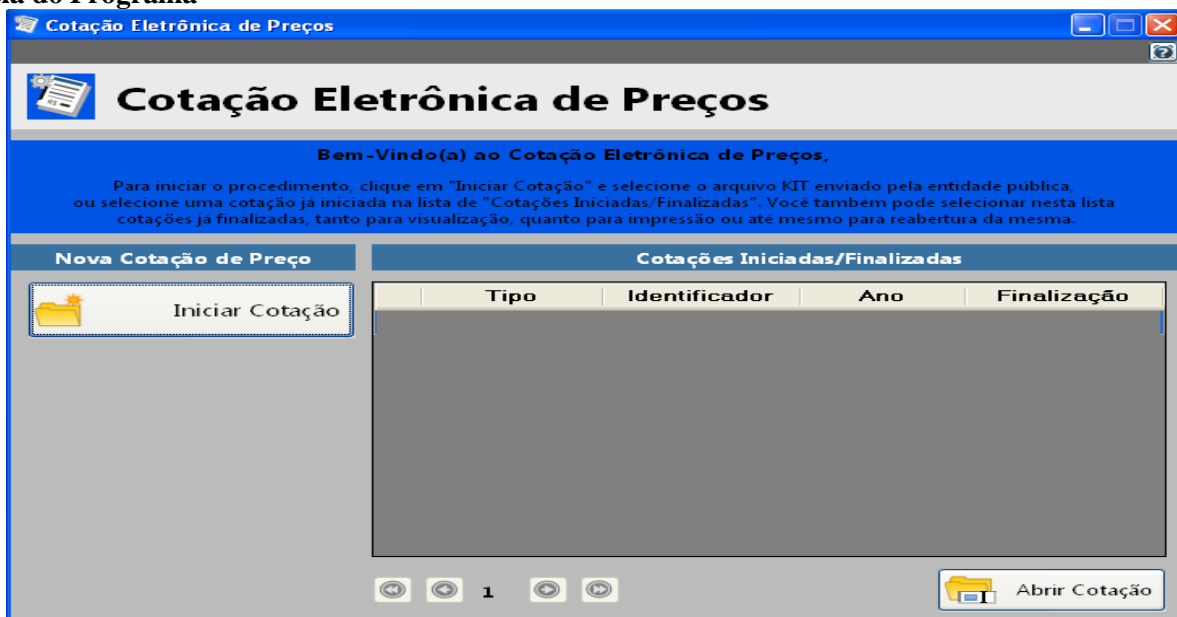 do Programa
Cotação Eletrônica de Preços
Cotação Eletrônica de Preços
Bem-Vindo(a) ao Cotação Eletrônica de Preços,
Para iniciar o procedimento, clique em "Iniciar Cotação" e selecione o arquivo KIT enviado pela entidade pública,
ou selecione uma cotação já iniciada na lista de "Cotações Iniciadas/Finalizadas". Você também pode selecionar nesta lista
cotações já finalizadas, tanto para visualização, quanto para impressão ou até mesmo para reabertura da mesma.
Nova Cotação de Preço
Cotações Iniciadas/Finalizadas
Iniciar Cotação
Tipo Identificador Ano Finalização
1
Abrir Cotação